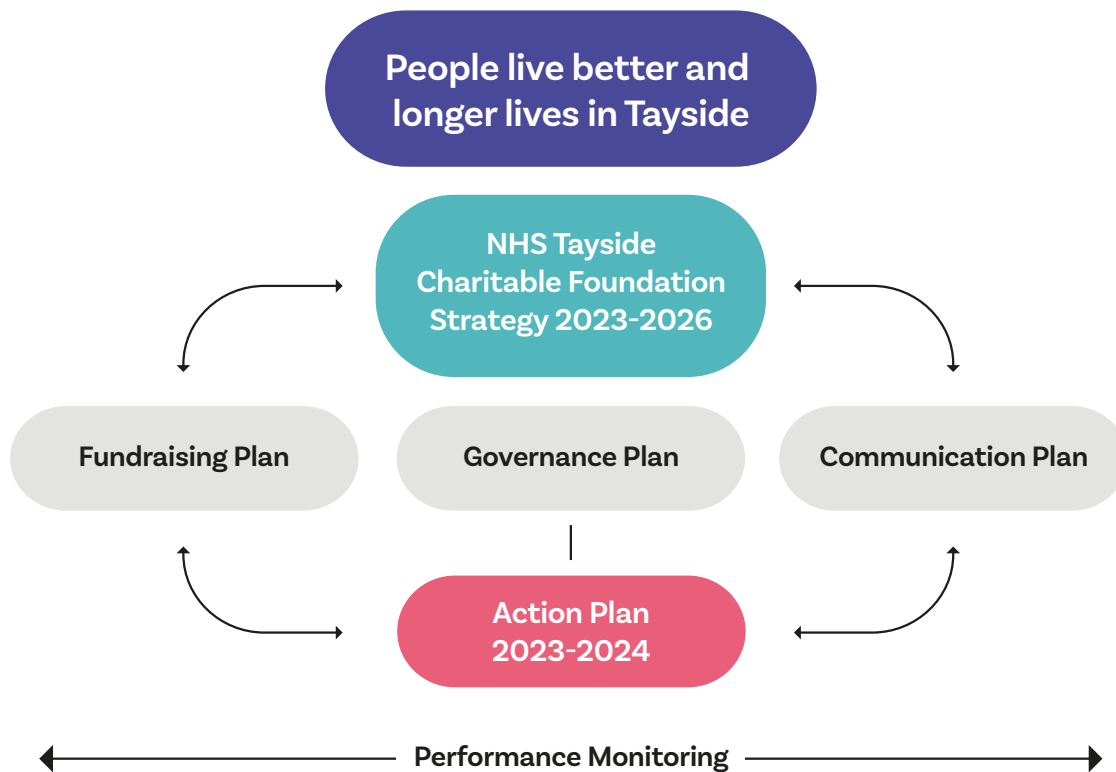 People live better and
longer lives in Tayside
NHS Tayside
Charitable Foundation
Strategy 2023-2026
Fundraising Plan
Governance Plan
Communication Plan
Action Plan
2023-2024
Performance Monitoring